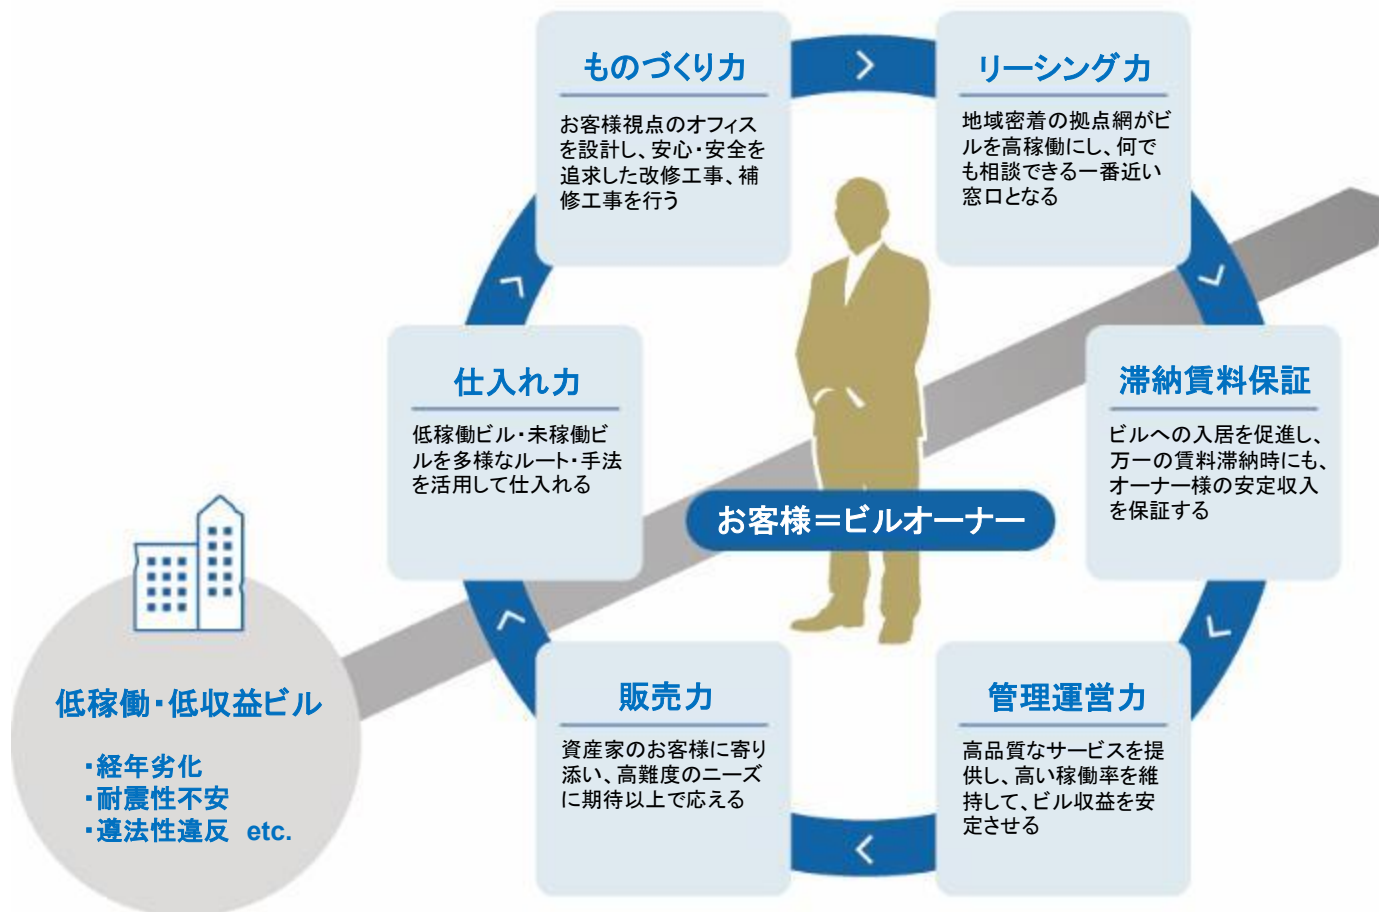 ものづくり力
お客様視点のオフィス
を設計し、安心・安全を
追求した改修工事、補
修工事を行う
リーシング力
地域密着の拠点網がビ
ルを高稼働にし、何で
も相談できる一番近い
窓口となる
仕入れ力
低稼働ビル・未稼働ビ
ルを多様なルート・手法
を活用して仕入れる
滞納賃料保証
ビルへの入居を促進し、
万一の賃料滞納時にも、
オーナー様の安定収入
を保証する
お客様＝ビルオーナー
低稼働・低収益ビル
・経年劣化
・耐震性不安
・遵法性違反 etc.
販売力
資産家のお客様に寄り
添い、高難度のニーズ
に期待以上で応える
管理運営力
高品質なサービスを提
供し、高い稼働率を維
持して、ビル収益を安
定させる